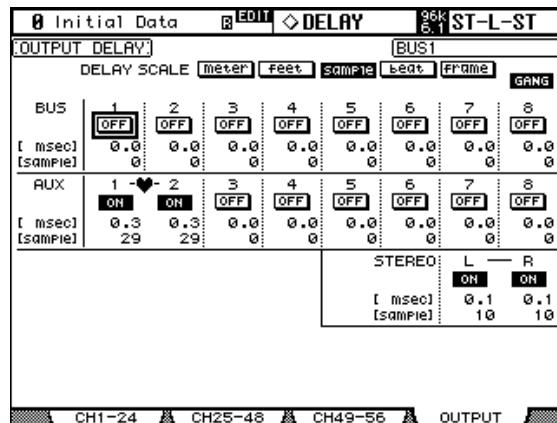 0 Initial Data R EDIT ◇DELAY 96k 6.1 ST-L-ST
OUTPUT DELAY BUS1
DELAY SCALE meter feet sample beat frame
GANG
BUS 1 2 3 4 5 6 7 8
OFF OFF OFF OFF OFF OFF OFF OFF
[ msec] 0.0 0.0 0.0 0.0 0.0 0.0 0.0 0.0
[sample] 0 0 0 0 0 0 0 0
AUX 1 -♥- 2 3 4 5 6 7 8
ON ON OFF OFF OFF OFF OFF OFF
[ msec] 0.3 0.3 0.0 0.0 0.0 0.0 0.0 0.0
[sample] 29 29 0 0 0 0 0 0
STEREO L — R
ON ON
[ msec] 0.1 0.1
[sample] 10 10
CH1-24 CH25-48 CH49-56 OUTPUT